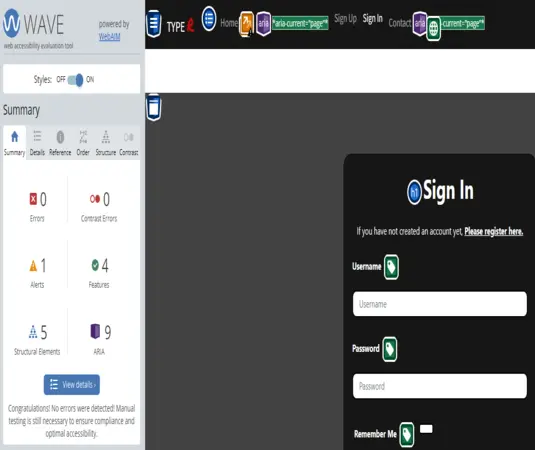 WAVE
web accessibility evaluation tool
powered by
WebAIM
Styles: OFF ON
Summary
Summary Details Reference Order Structure Contrast
0 Errors
0 Contrast Errors
1 Alerts
4 Features
5 Structural Elements
9 ARIA
View details ›
Congratulations! No errors were detected! Manual
testing is still necessary to ensure compliance and
optimal accessibility.
TYPE Home aria *aria-current="page"* Sign Up Sign In Contact aria -current="page"*
h1 Sign In
If you have not created an account yet, Please register here.
Username
Username
Password
Password
Remember Me